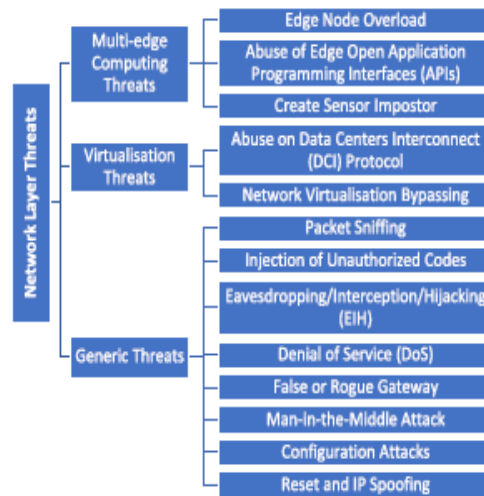 Network Layer Threats
Multi-edge
Computing
Threats
Edge Node Overload
Abuse of Edge Open Application
Programming Interfaces (APIs)
Create Sensor Impostor
Virtualisation
Threats
Abuse on Data Centers Interconnect
(DCI) Protocol
Network Virtualisation Bypassing
Generic Threats
Packet Sniffing
Injection of Unauthorized Codes
Eavesdropping/Interception/Hijacking
(EIH)
Denial of Service (DoS)
False or Rogue Gateway
Man-in-the-Middle Attack
Configuration Attacks
Reset and IP Spoofing